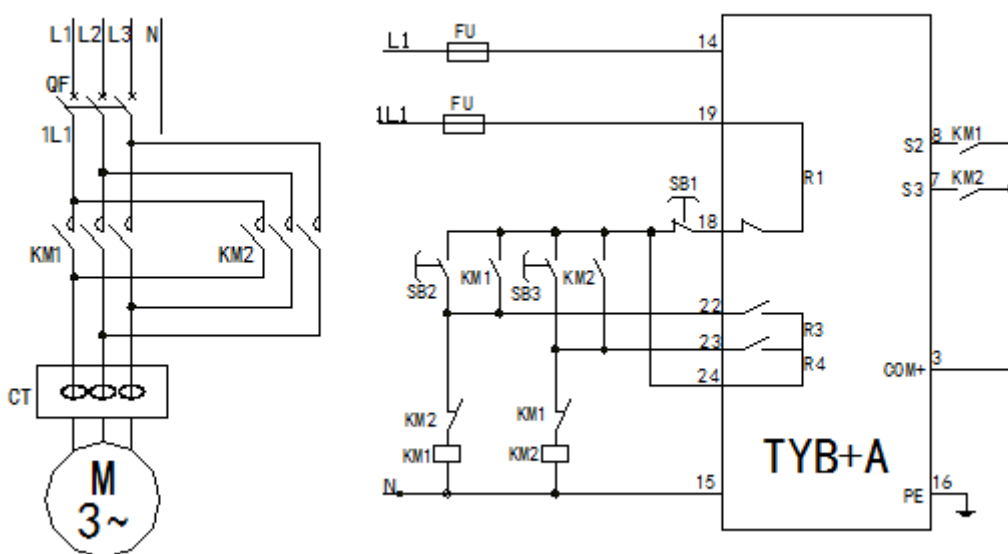 L1 L2 L3 N
QF
1L1
KM1
KM2
CT
M
3~
L1
FU
14
1L1
FU
19
R1
SB1
18
SB2
KM1
SB3
KM2
22
R3
23
R4
24
KM2
KM1
KM1
KM2
N
15
S2
8
KM1
S3
7
KM2
COM+
3
TYB+A
PE
16